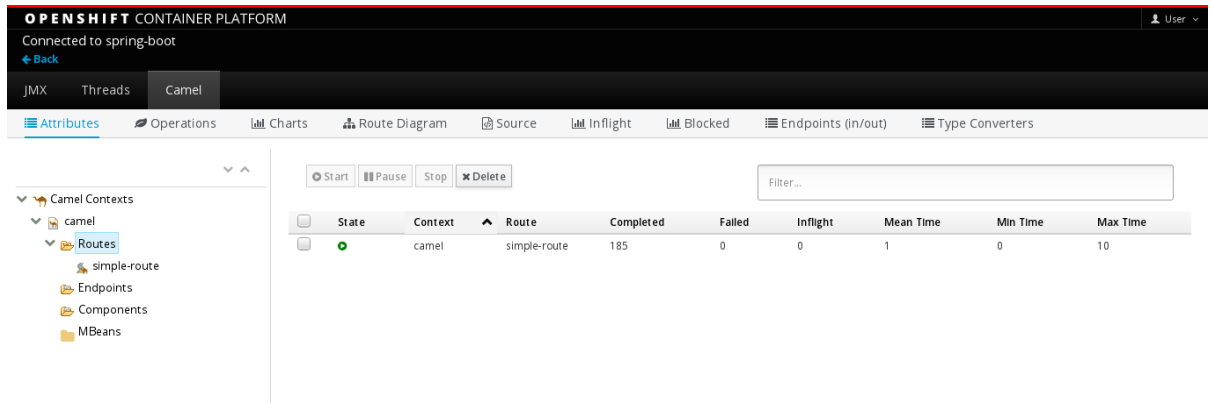 OPENSHIFT CONTAINER PLATFORM
User
Connected to spring-boot
Back
JMX Threads Camel
Attributes Operations Charts Route Diagram Source Inflight Blocked Endpoints (in/out) Type Converters
Start Pause Stop Delete
Filter...
Camel Contexts
camel
Routes
simple-route
Endpoints
Components
MBeans
State Context Route Completed Failed Inflight Mean Time Min Time Max Time
camel simple-route 185 0 0 1 0 10